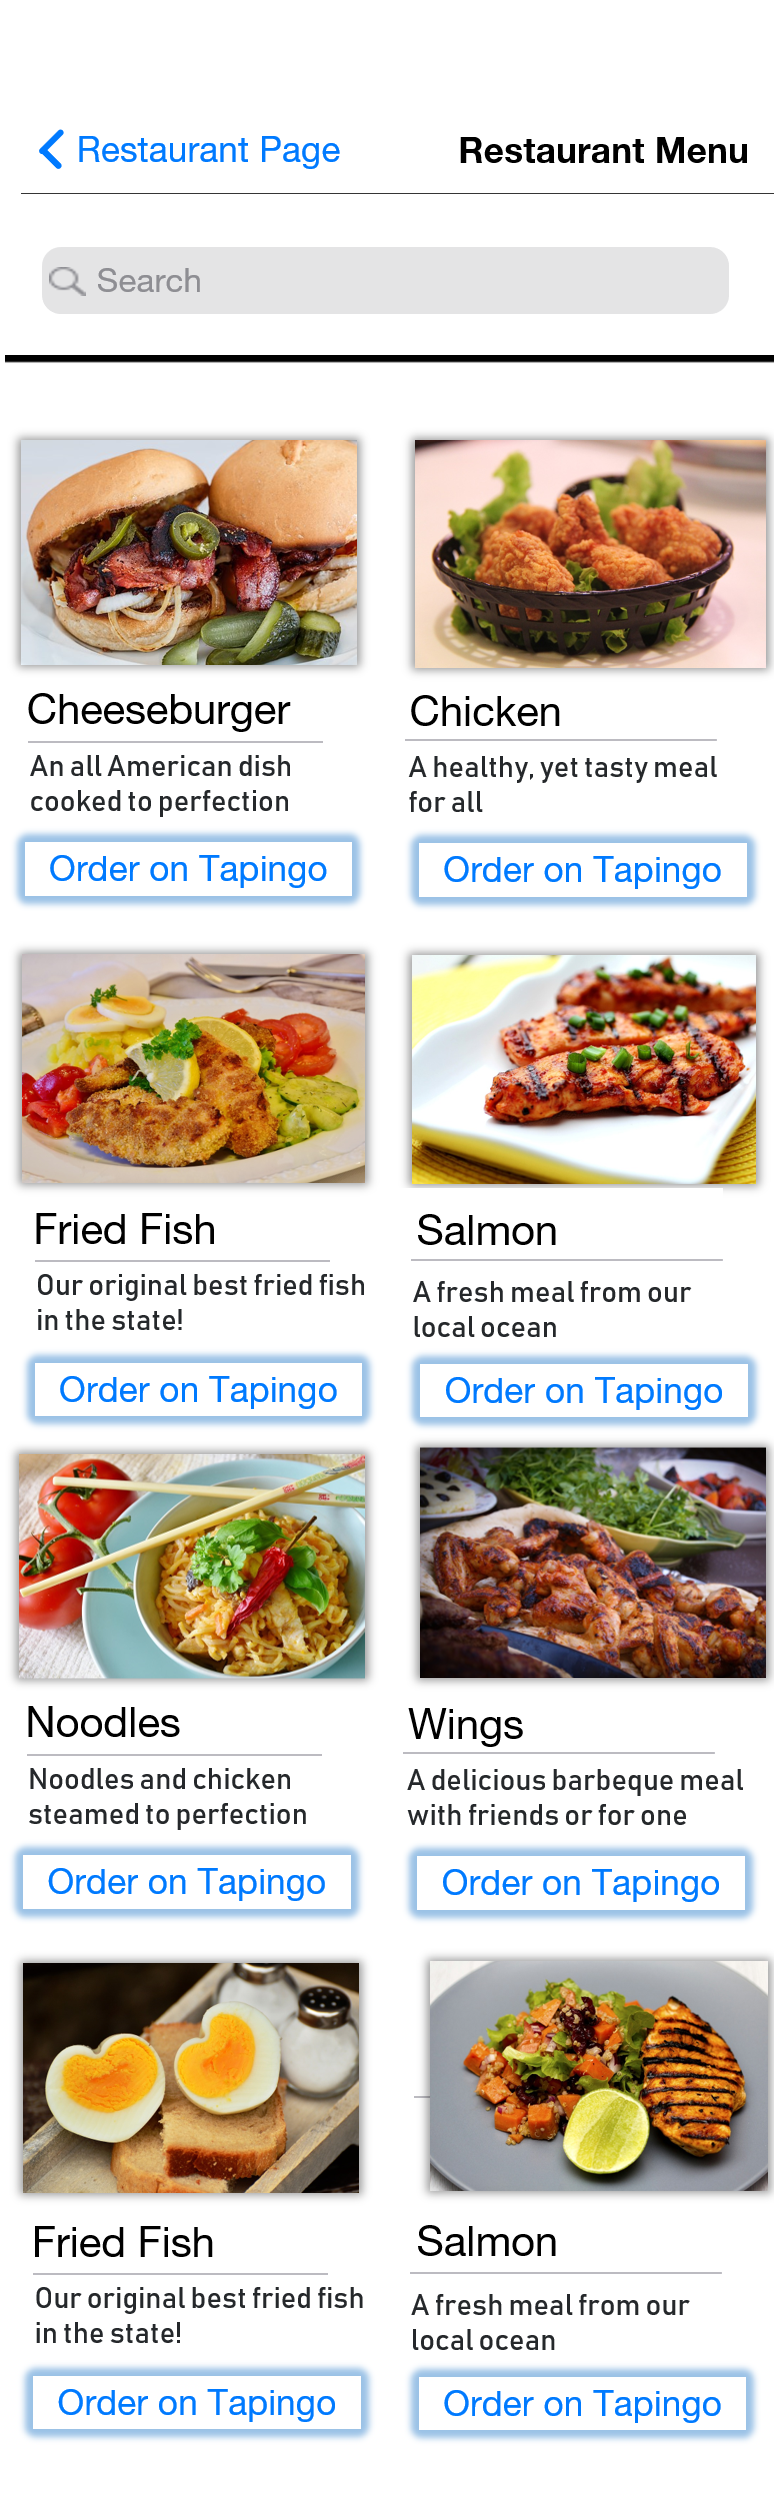 Restaurant Page
Restaurant Menu
Search
Cheeseburger
An all American dish
cooked to perfection
Order on Tapingo
Chicken
A healthy, yet tasty meal
for all
Order on Tapingo
Fried Fish
Our original best fried fish
in the state!
Order on Tapingo
Salmon
A fresh meal from our
local ocean
Order on Tapingo
Noodles
Noodles and chicken
steamed to perfection
Order on Tapingo
Wings
A delicious barbeque meal
with friends or for one
Order on Tapingo
Fried Fish
Our original best fried fish
in the state!
Order on Tapingo
Salmon
A fresh meal from our
local ocean
Order on Tapingo